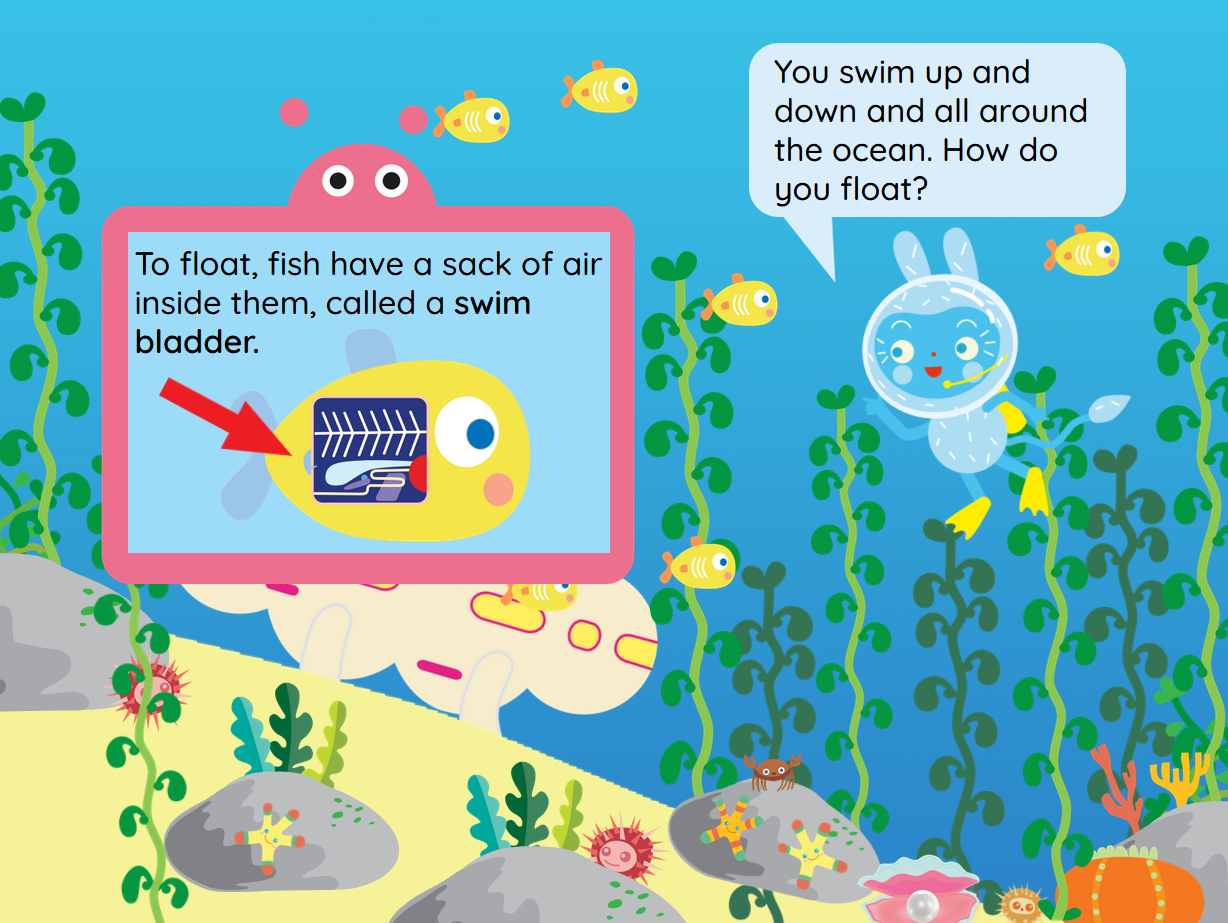 You swim up and
down and all around
the ocean. How do
you float?
To float, fish have a sack of air
inside them, called a swim
bladder.